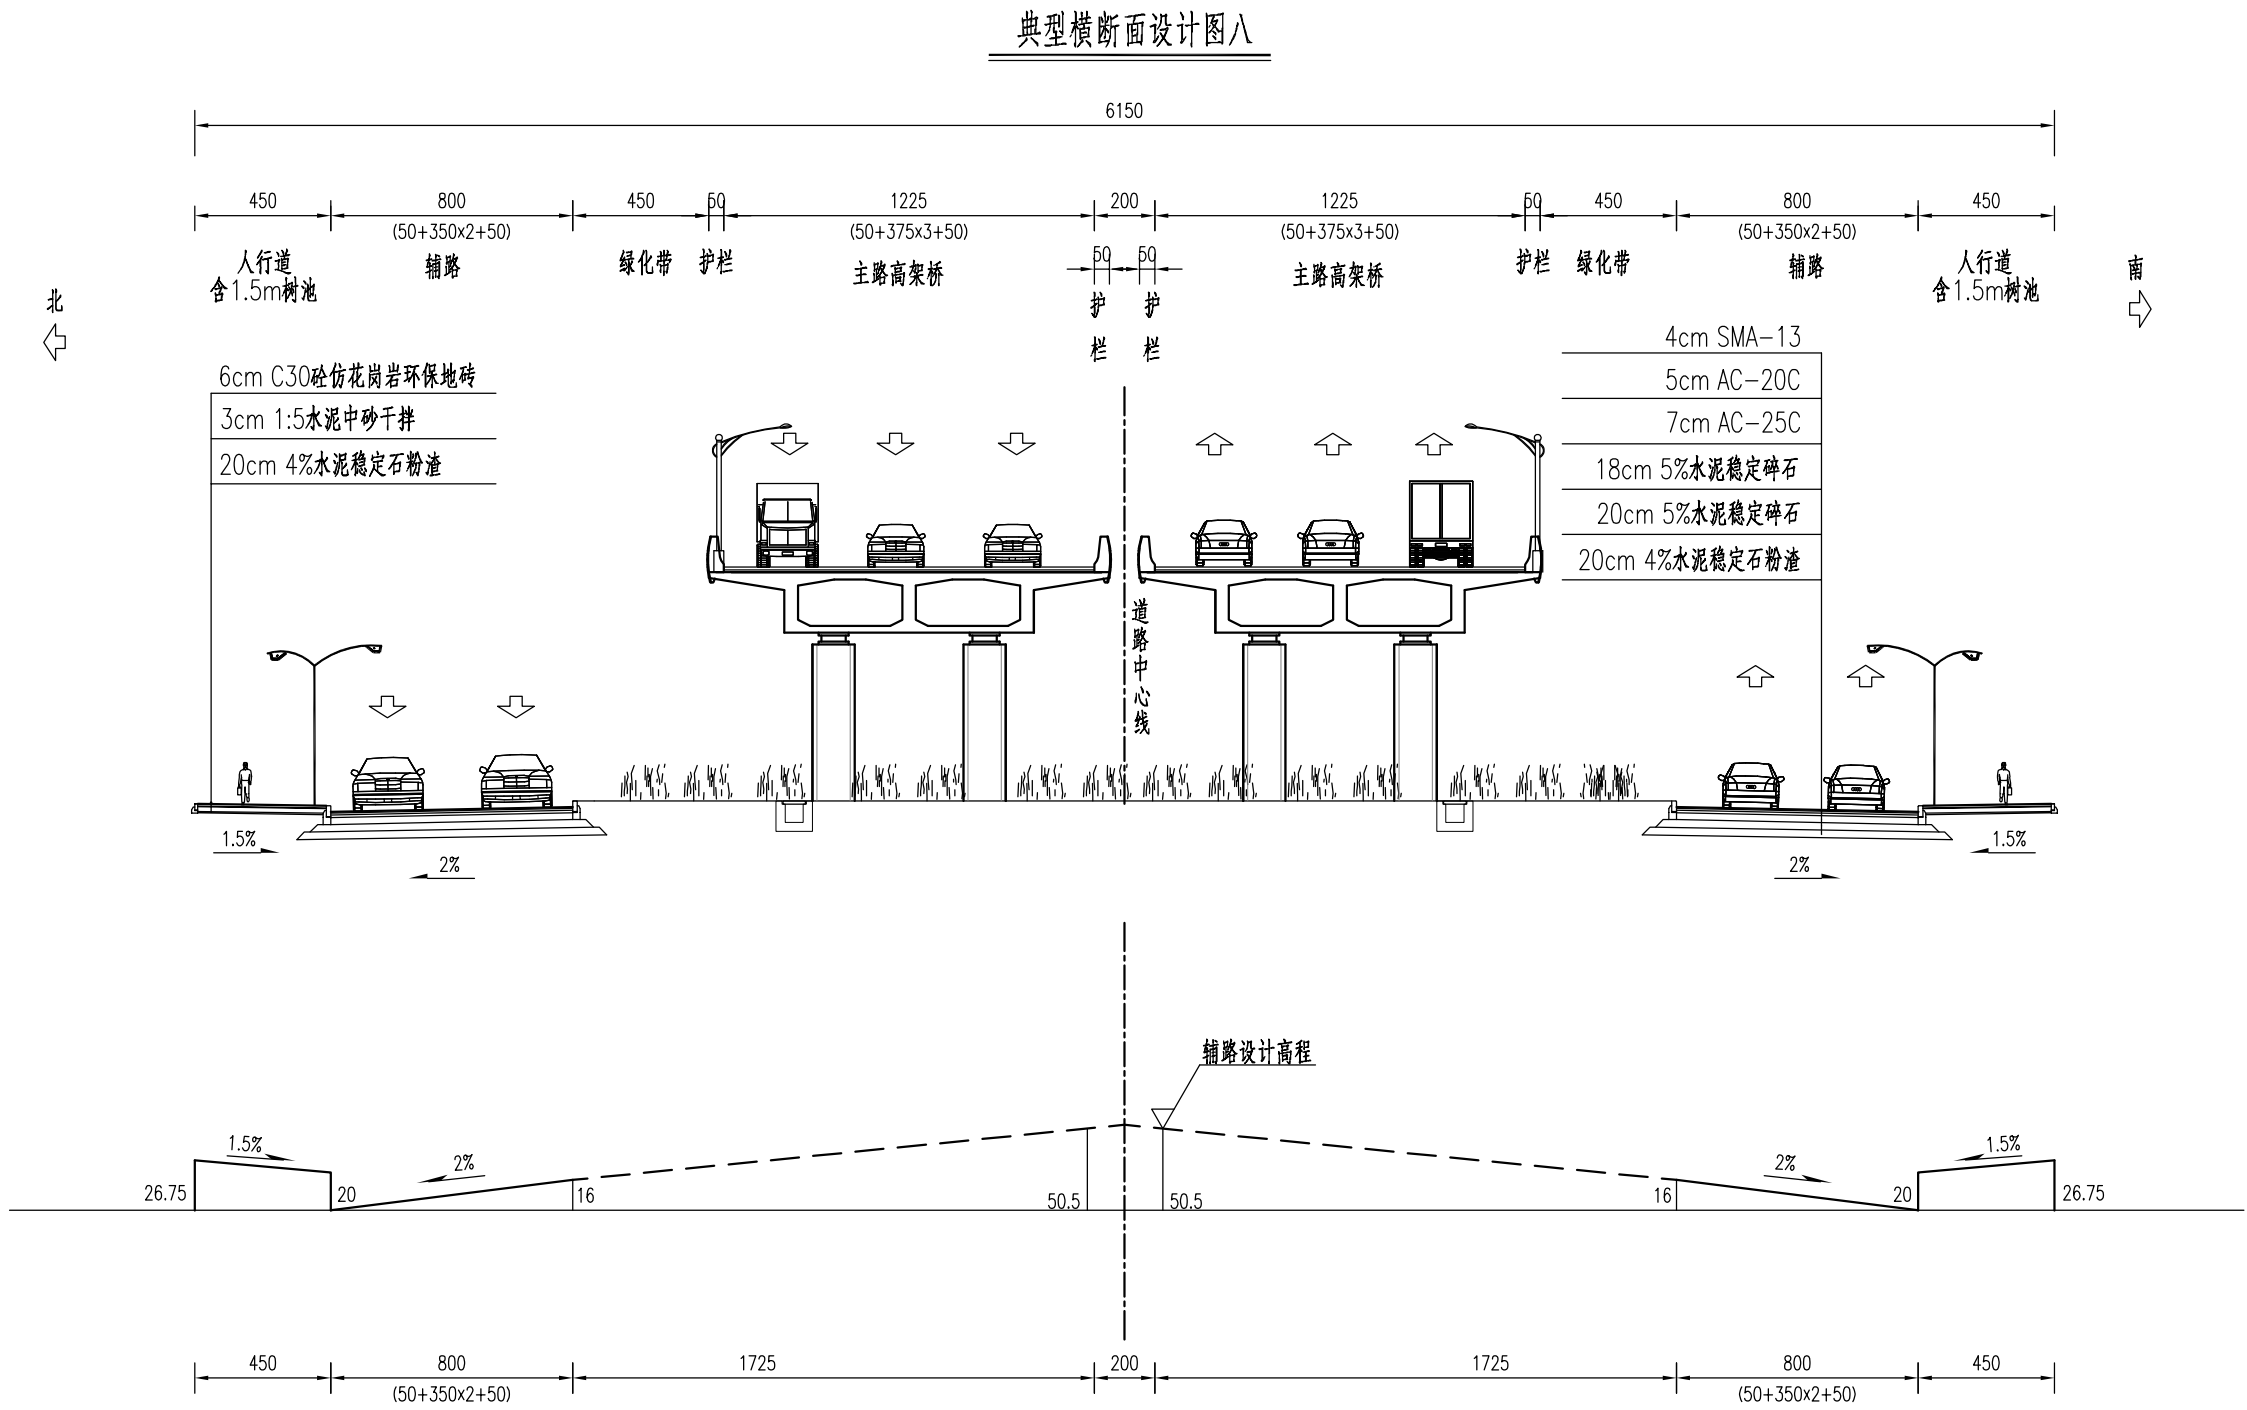 典型横断面设计图八
6150
450 800 450 50 1225 200 1225 50 450 800 450
(50+350x2+50) (50+375x3+50) (50+375x3+50) (50+350x2+50)
人行道 辅路 绿化带 护栏 主路高架桥 50 50 主路高架桥 护栏 绿化带 辅路 人行道
含1.5m树池 护栏 护栏 含1.5m树池
北 南
6cm C30砼仿花岗岩环保地砖
3cm 1:5水泥中砂干拌
20cm 4%水泥稳定石粉渣
4cm SMA-13
5cm AC-20C
7cm AC-25C
18cm 5%水泥稳定碎石
20cm 5%水泥稳定碎石
20cm 4%水泥稳定石粉渣
道路中心线
1.5% 2% 2% 1.5%
辅路设计高程
1.5% 2% 2% 1.5%
26.75 20 16 50.5 50.5 16 20 26.75
450 800 1725 200 1725 800 450
(50+350x2+50) (50+350x2+50)